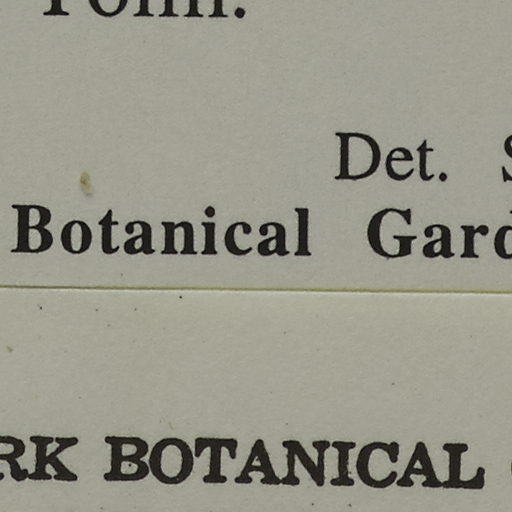 Det.
Botanical Gard
RK BOTANICAL